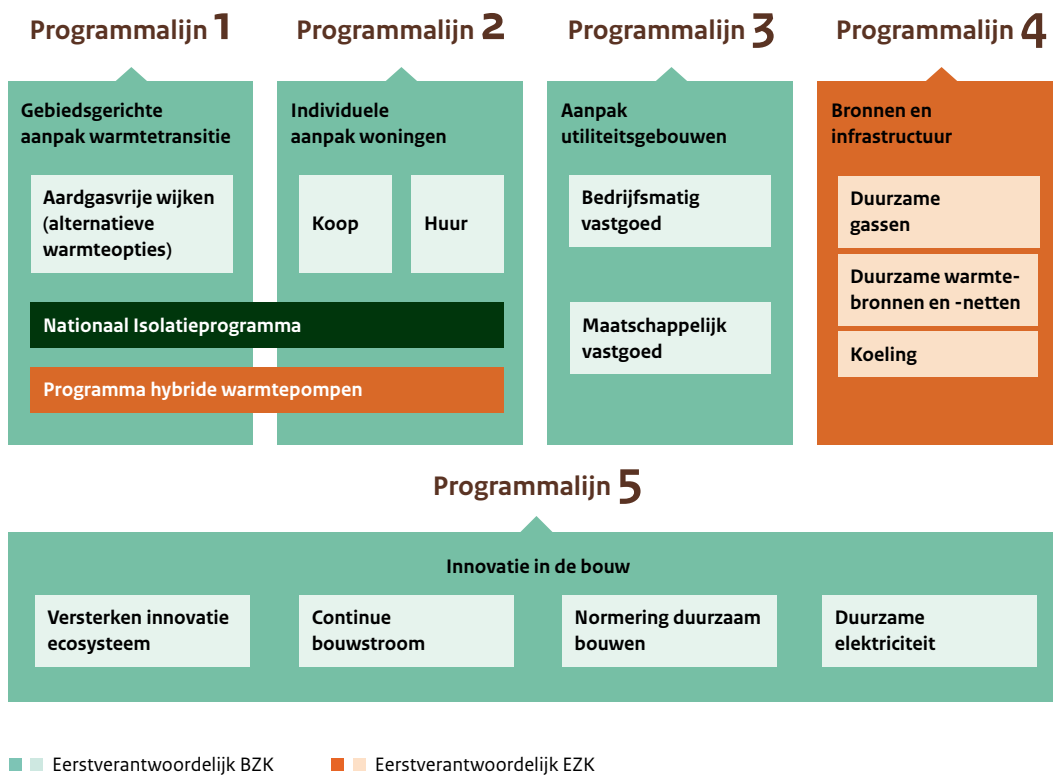 Programmalijn 1
Gebiedsgerichte
aanpak warmtetransitie
Aardgasvrije wijken
(alternatieve
warmteopties)
Programmalijn 2
Individuele
aanpak woningen
Koop
Huur
Nationaal Isolatieprogramma
Programma hybride warmtepompen
Programmalijn 3
Aanpak
utiliteitsgebouwen
Bedrijfsmatig
vastgoed
Maatschappelijk
vastgoed
Programmalijn 4
Bronnen en
infrastructuur
Duurzame
gassen
Duurzame warmte-
bronnen en -netten
Koeling
Programmalijn 5
Innovatie in de bouw
Versterken innovatie
ecosysteem
Continue
bouwstroom
Normering duurzaam
bouwen
Duurzame
elektriciteit
Eerstverantwoordelijk BZK
Eerstverantwoordelijk EZK